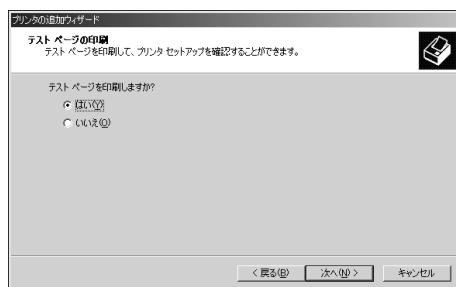 プリンタの追加ウィザード
テスト ページの印刷
テスト ページを印刷して、プリンタ セットアップを確認することができます。
テスト ページを印刷しますか?
はい(Y)
いいえ(O)
< 戻る(B)
次へ(N) >
キャンセル